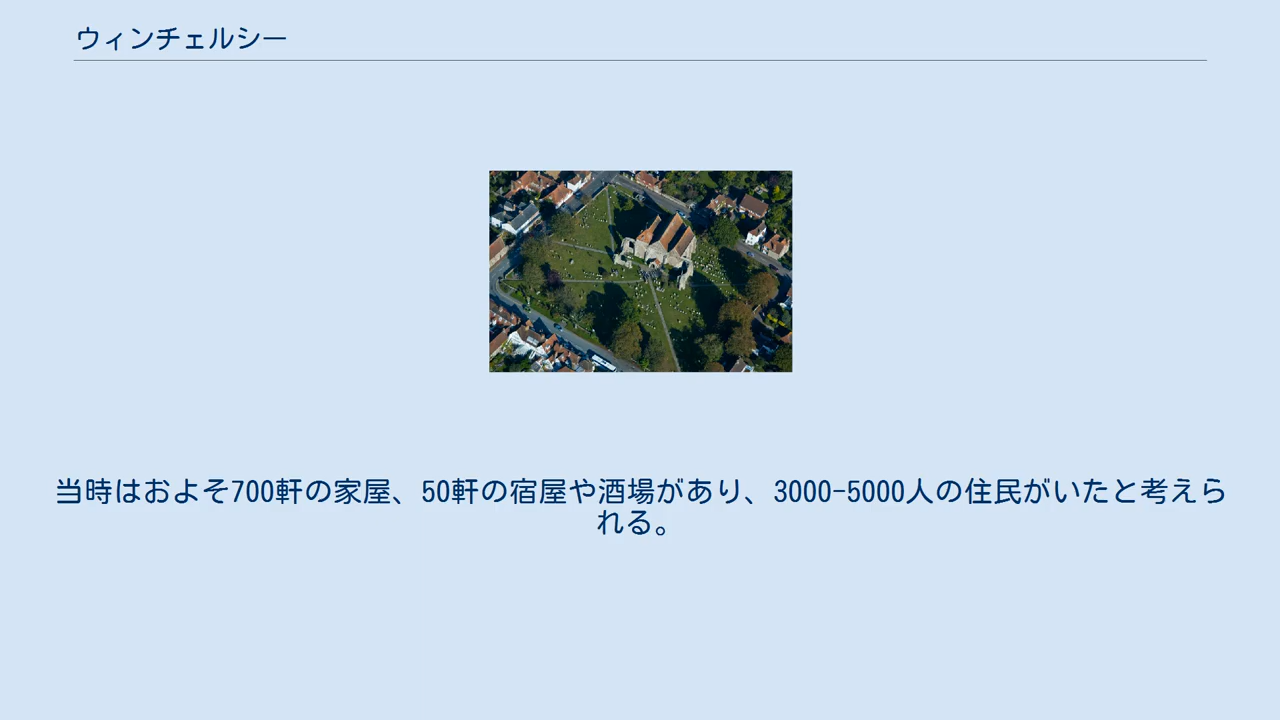 ウィンチェルシー
当時はおよそ700軒の家屋、50軒の宿屋や酒場があり、3000-5000人の住民がいたと考えら
れる。